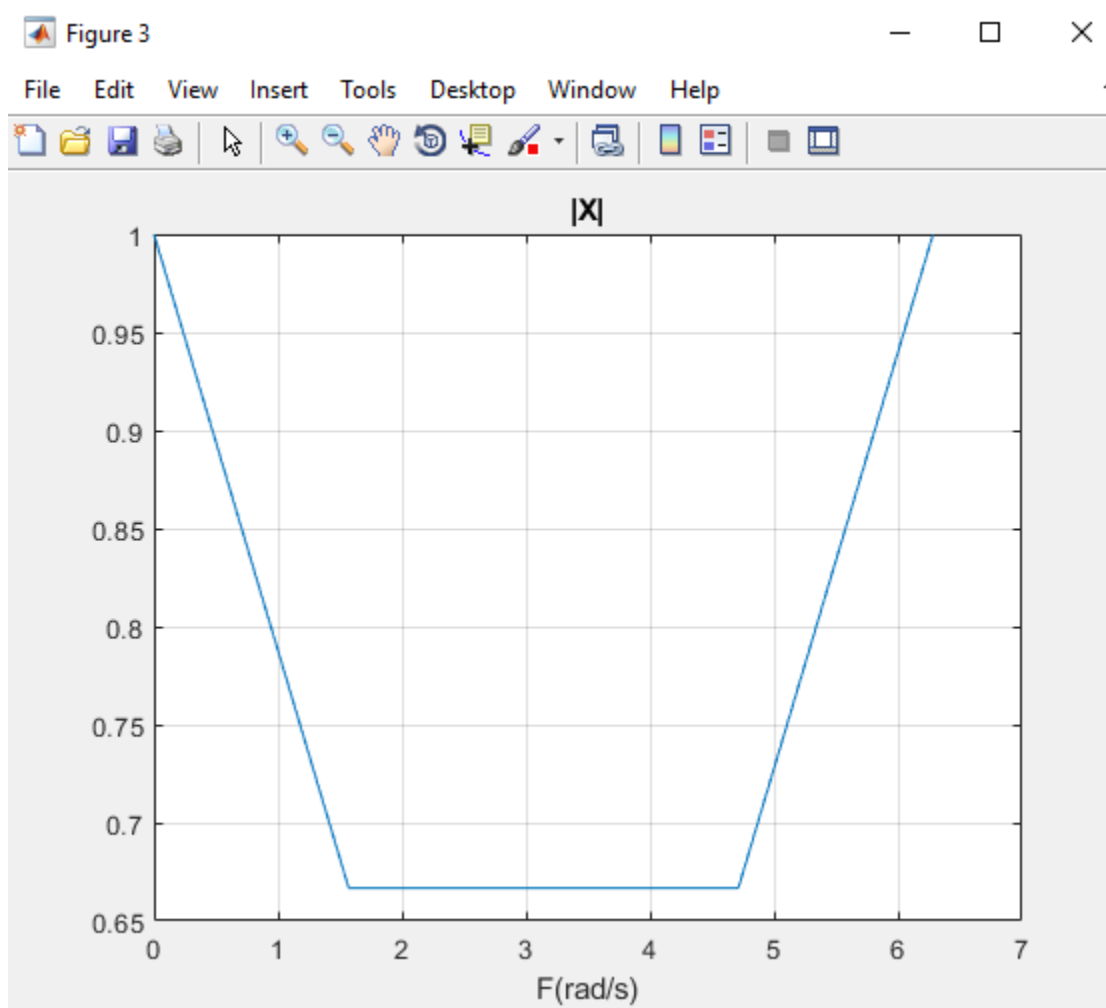 Figure 3
File Edit View Insert Tools Desktop Window Help
|X|
1
0.95
0.9
0.85
0.8
0.75
0.7
0.65
0 1 2 3 4 5 6 7
F(rad/s)